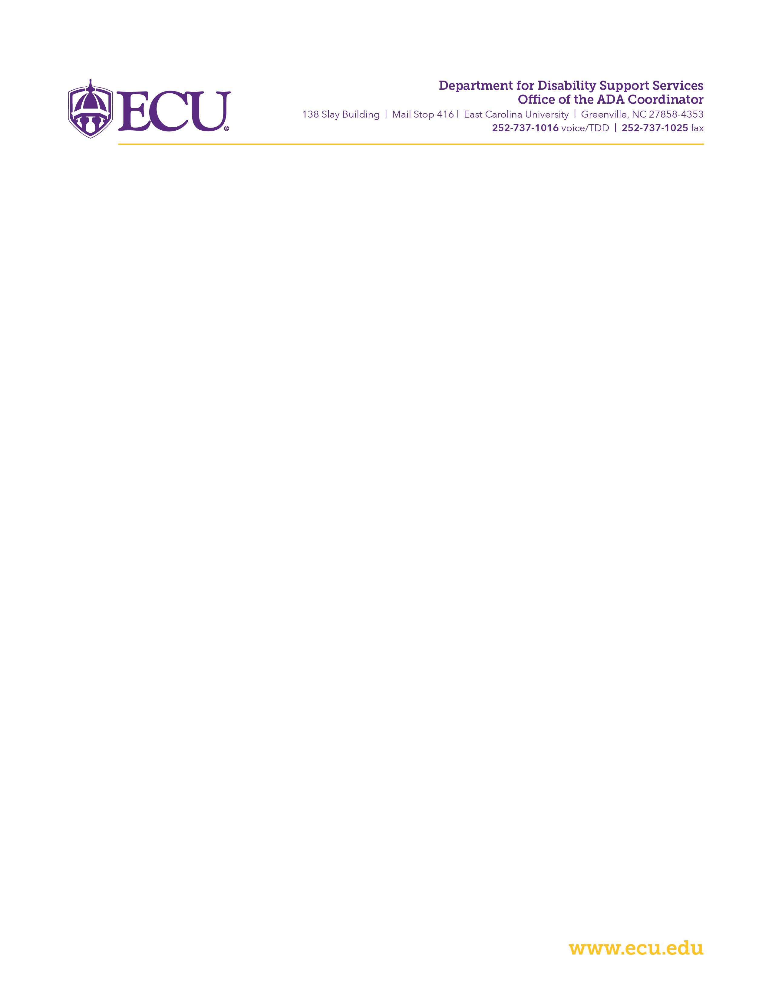 ECU®
Department for Disability Support Services
Office of the ADA Coordinator
138 Slay Building | Mail Stop 416 | East Carolina University | Greenville, NC 27858-4353
252-737-1016 voice/TDD | 252-737-1025 fax
www.ecu.edu